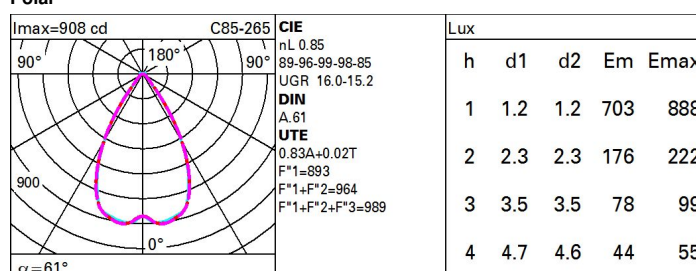 Polar
Imax=908 cd C85-265
90° 180° 90°
900
0°
α=61°
CIE
nL 0.85
89-96-99-98-85
UGR 16.0-15.2
DIN
A.61
UTE
0.83A+0.02T
F"1=893
F"1+F"2=964
F"1+F"2+F"3=989
Lux
h d1 d2 Em Emax
1 1.2 1.2 703 888
2 2.3 2.3 176 222
3 3.5 3.5 78 99
4 4.7 4.6 44 55